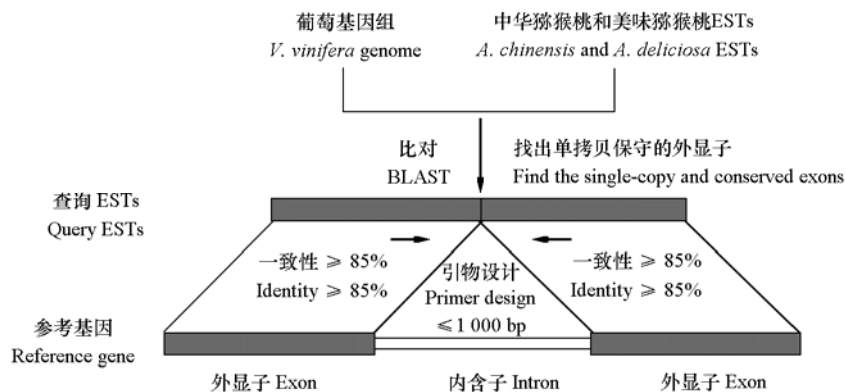 葡萄基因组
V. vinifera genome
中华猕猴桃和美味猕猴桃ESTs
A. chinensis and A. deliciosa ESTs
比对
BLAST
找出单拷贝保守的外显子
Find the single-copy and conserved exons
查询 ESTs
Query ESTs
一致性 ≥ 85%
Identity ≥ 85%
引物设计
Primer design
≤1 000 bp
一致性 ≥ 85%
Identity ≥ 85%
参考基因
Reference gene
外显子 Exon
内含子 Intron
外显子 Exon